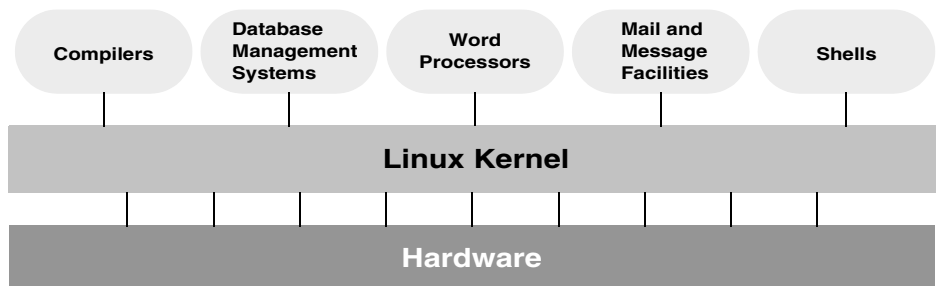 Compilers
Database
Management
Systems
Word
Processors
Mail and
Message
Facilities
Shells
Linux Kernel
Hardware